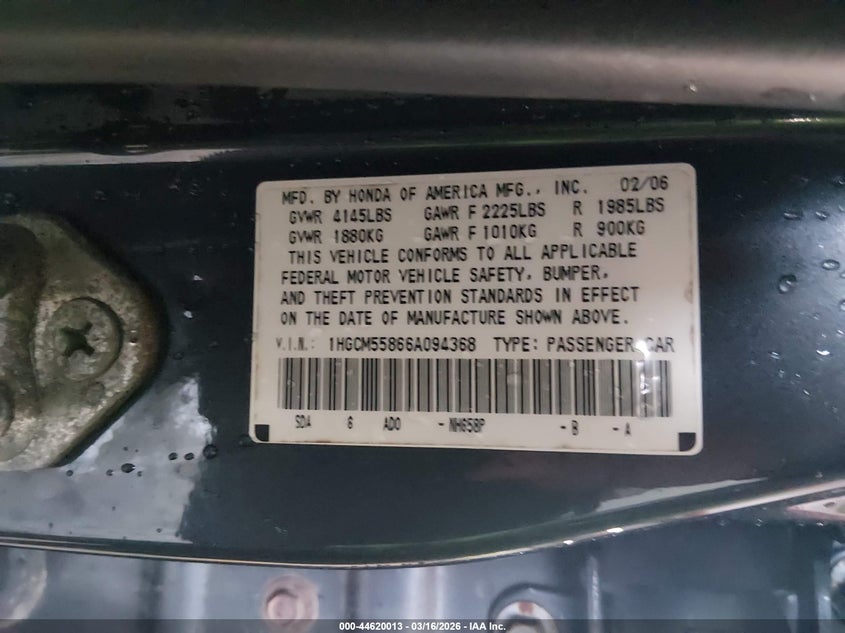 MFD. BY HONDA OF AMERICA MFG., INC. 02/06
GVWR 4145LBS GAWR F 2225LBS R 1985LBS
GVWR 1880KG GAWR F 1010KG R 900KG
THIS VEHICLE CONFORMS TO ALL APPLICABLE
FEDERAL MOTOR VEHICLE SAFETY, BUMPER,
AND THEFT PREVENTION STANDARDS IN EFFECT
ON THE DATE OF MANUFACTURE SHOWN ABOVE.
V.I.N.: 1HGCM55866A094368 TYPE: PASSENGER CAR
SDA 6 ADO - NH658P - B - A
000-44620013 - 03/16/2026 - IAA Inc.